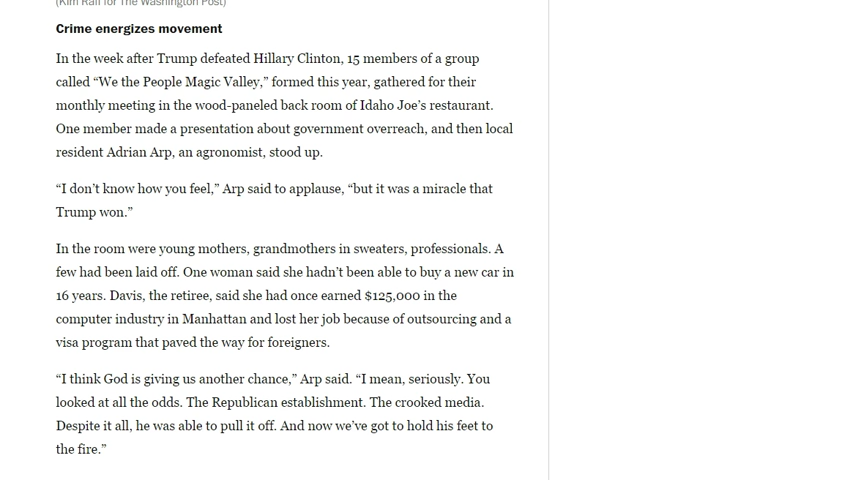 (Kim Raff for The Washington Post)
Crime energizes movement
In the week after Trump defeated Hillary Clinton, 15 members of a group
called “We the People Magic Valley,” formed this year, gathered for their
monthly meeting in the wood-paneled back room of Idaho Joe’s restaurant.
One member made a presentation about government overreach, and then local
resident Adrian Arp, an agronomist, stood up.
“I don’t know how you feel,” Arp said to applause, “but it was a miracle that
Trump won.”
In the room were young mothers, grandmothers in sweaters, professionals. A
few had been laid off. One woman said she hadn’t been able to buy a new car in
16 years. Davis, the retiree, said she had once earned $125,000 in the
computer industry in Manhattan and lost her job because of outsourcing and a
visa program that paved the way for foreigners.
“I think God is giving us another chance,” Arp said. “I mean, seriously. You
looked at all the odds. The Republican establishment. The crooked media.
Despite it all, he was able to pull it off. And now we’ve got to hold his feet to
the fire.”